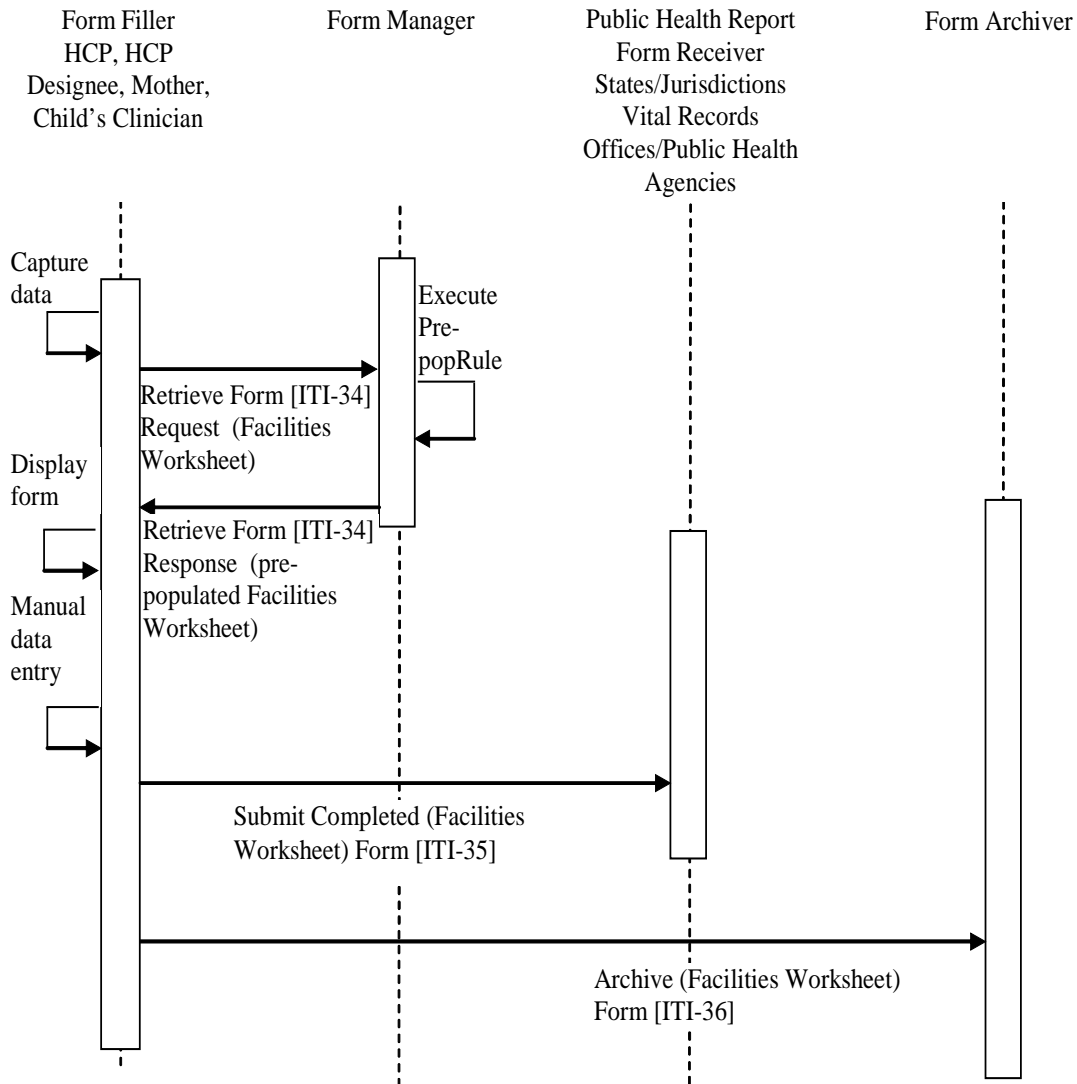 Form Filler
HCP, HCP
Designee, Mother,
Child's Clinician
Form Manager
Public Health Report
Form Receiver
States/Jurisdictions
Vital Records
Offices/Public Health
Agencies
Form Archiver
Capture
data
Execute
Pre-
popRule
Retrieve Form [ITI-34]
Request (Facilities
Worksheet)
Display
form
Retrieve Form [ITI-34]
Response (pre-
populated Facilities
Worksheet)
Manual
data
entry
Submit Completed (Facilities
Worksheet) Form [ITI-35]
Archive (Facilities Worksheet)
Form [ITI-36]